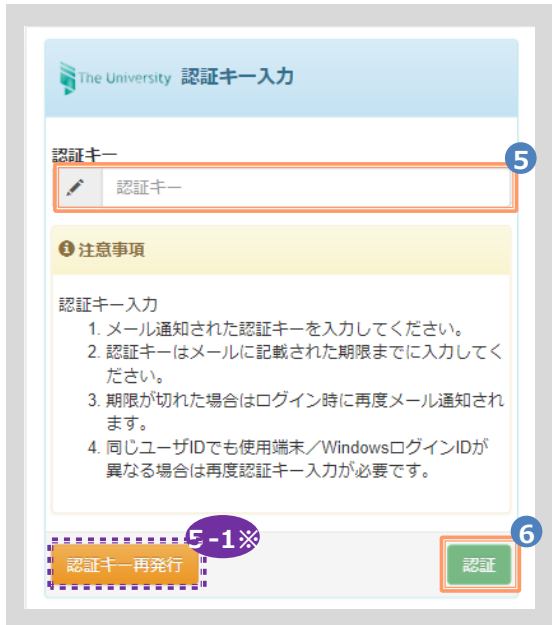 The University 認証キー入力
認証キー
5
認証キー
注意事項
認証キー入力
1. メール通知された認証キーを入力してください。
2. 認証キーはメールに記載された期限までに入力してく
ださい。
3. 期限が切れた場合はログイン時に再度メール通知され
ます。
4. 同じユーザIDでも使用端末／WindowsログインIDが
異なる場合は再度認証キー入力が必要です。
5-1※
6
認証キー再発行
認証